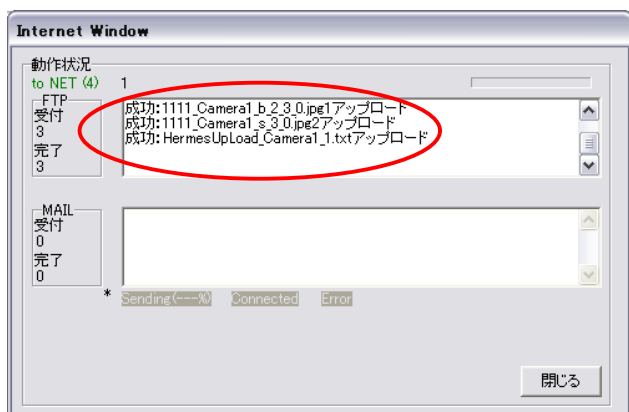 Internet Window
動作状況
to NET (4) 1
FTP
受付
3
完了
3
成功:1111_Camera1_b_2_3_0.jpg1アップロード
成功:1111_Camera1_s_3_0.jpg2アップロード
成功:HermesUpLoad_Camera1_1.txtアップロード
MAIL
受付
0
完了
0
* Sending(---%) Connected Error
閉じる